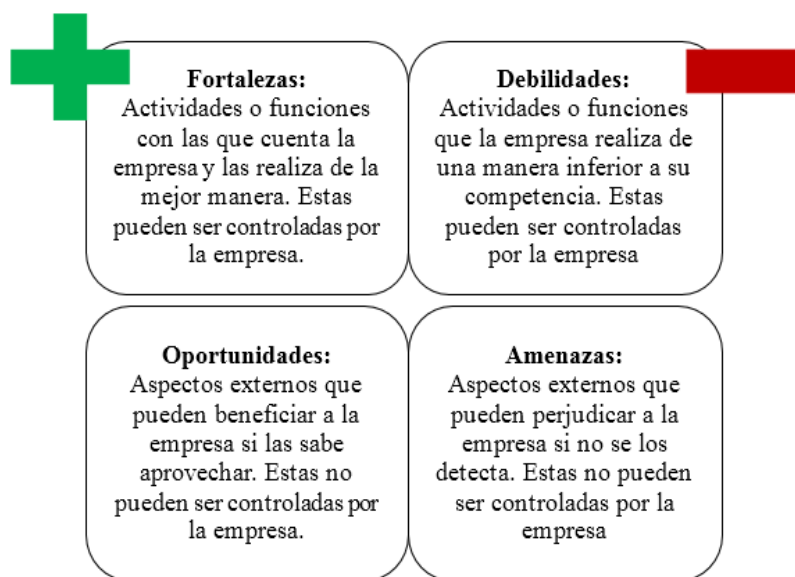 Fortalezas:
Actividades o funciones
con las que cuenta la
empresa y las realiza de la
mejor manera. Estas
pueden ser controladas por
la empresa.
Debilidades:
Actividades o funciones
que la empresa realiza de
una manera inferior a su
competencia. Estas
pueden ser controladas
por la empresa
Oportunidades:
Aspectos externos que
pueden beneficiar a la
empresa si las sabe
aprovechar. Estas no
pueden ser controladas por
la empresa.
Amenazas:
Aspectos externos que
pueden perjudicar a la
empresa si no se los
detecta. Estas no pueden
ser controladas por la
empresa